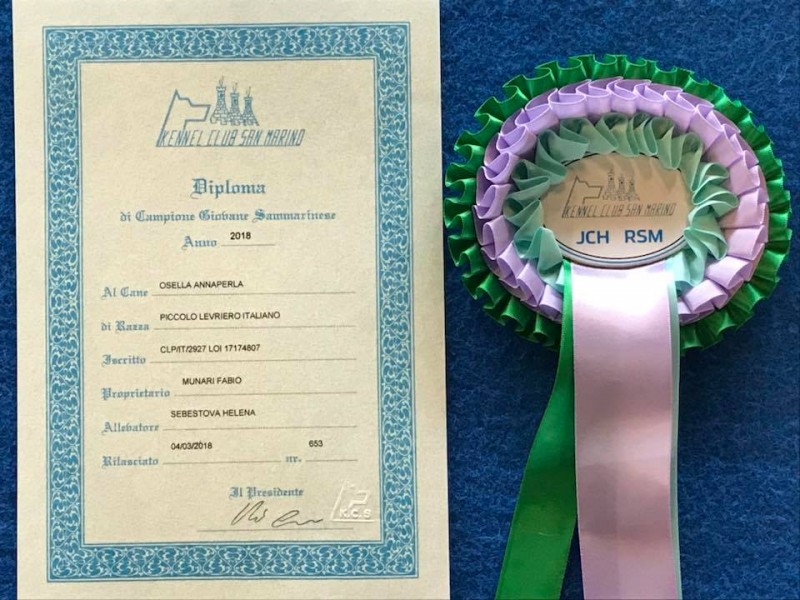 KENNEL CLUB SAN MARINO
Diploma
di Campione Giovane Sammarinese
Anno 2018
Al Cane OSELLA ANNAPERLA
di Razza PICCOLO LEVRIERO ITALIANO
Iscritto CLP/IT/2927 LOI 17174807
Proprietario MUNARI FABIO
Allevatore SEBESTOVA HELENA
Rilasciato 04/03/2018 nr. 653
Il Presidente
K.C.S
KENNEL CLUB SAN MARINO
JCH RSM